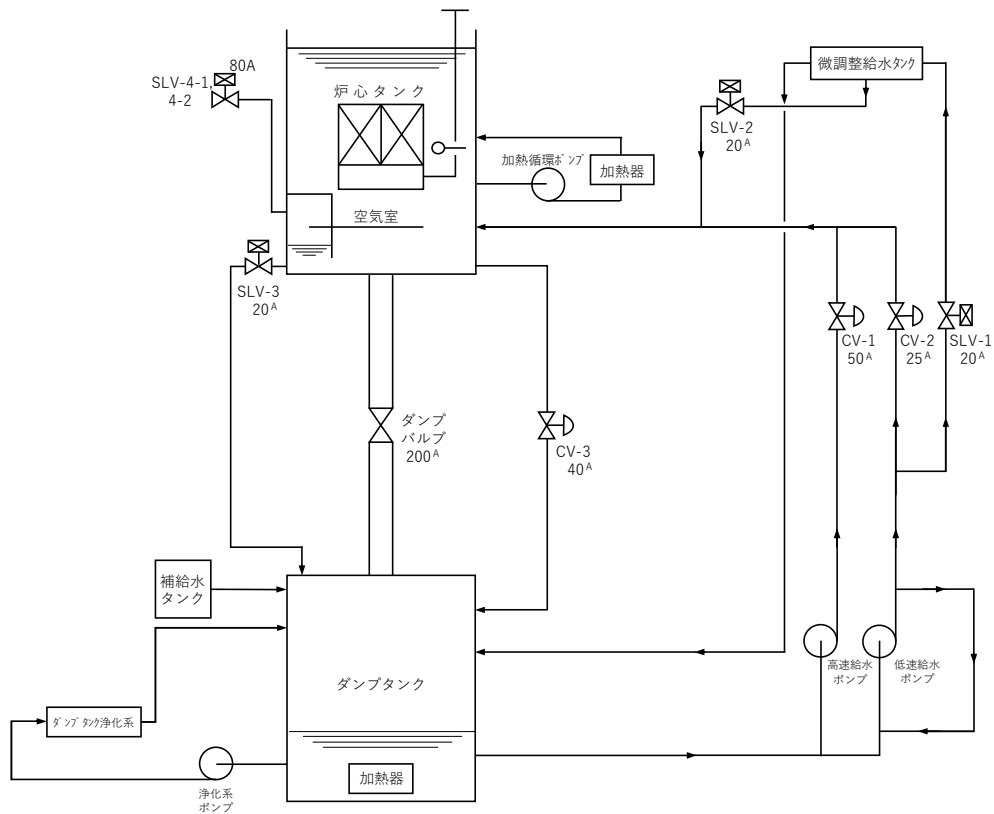 80A
SLV-4-1,
4-2
炉心タンク
微調整給水タンク
SLV-2
20A
加熱循環ポンプ
加熱器
空気室
SLV-3
20A
CV-1
50A
CV-2
25A
SLV-1
20A
ダンプ
バルブ
200A
CV-3
40A
補給水
タンク
高速給水
ポンプ
低速給水
ポンプ
ダンプタンク
ダンプタンク浄化系
加熱器
浄化系
ポンプ